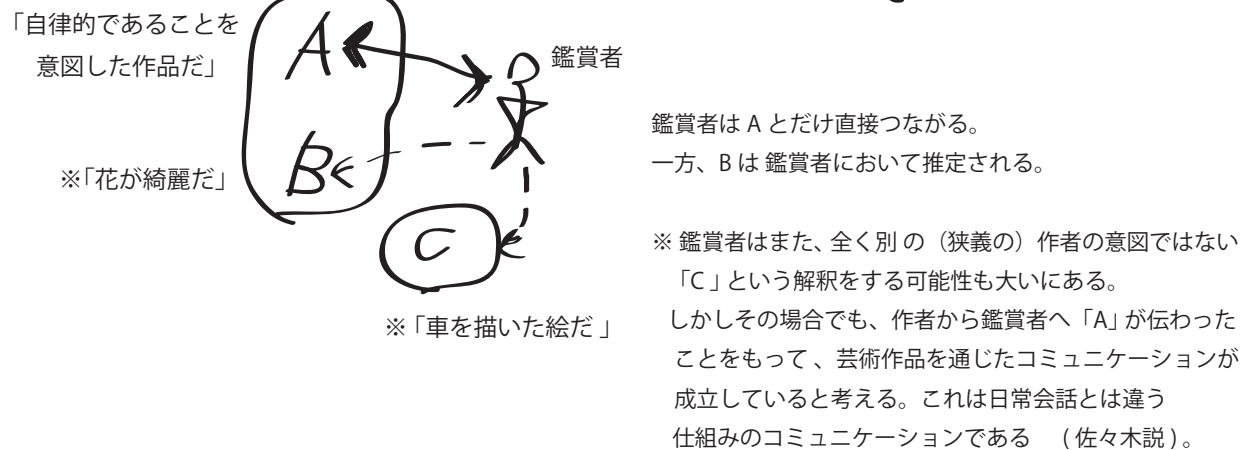 「自律的であることを
意図した作品だ」
A
鑑賞者
B
※「花が綺麗だ」
C
※「車を描いた絵だ 」
鑑賞者は A とだけ直接つながる。
一方、B は 鑑賞者において推定される。
※ 鑑賞者はまた、全く別 の（狭義の）作者の意図ではない
「C 」という解釈をする可能性も大いにある。
しかしその場合でも、作者から鑑賞者へ「A」が伝わった
ことをもって 、芸術作品を通じたコミュニケーションが
成立していると考える。これは日常会話とは違う
仕組みのコミュニケーションである （佐々木説）。